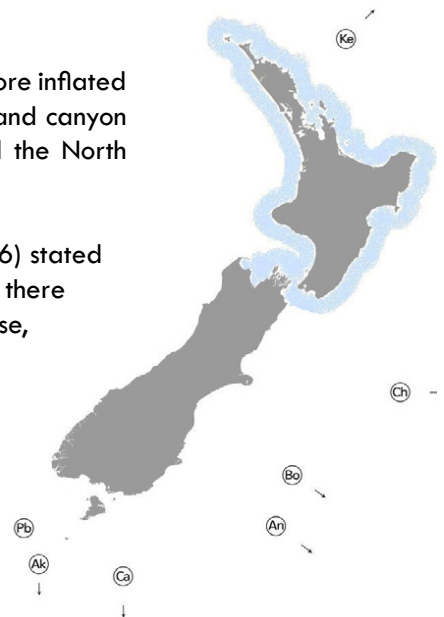 ore inflated
and canyon
the North
6) stated
there
se,
Ke
Ch
Bo
An
Pb
Ak
Ca